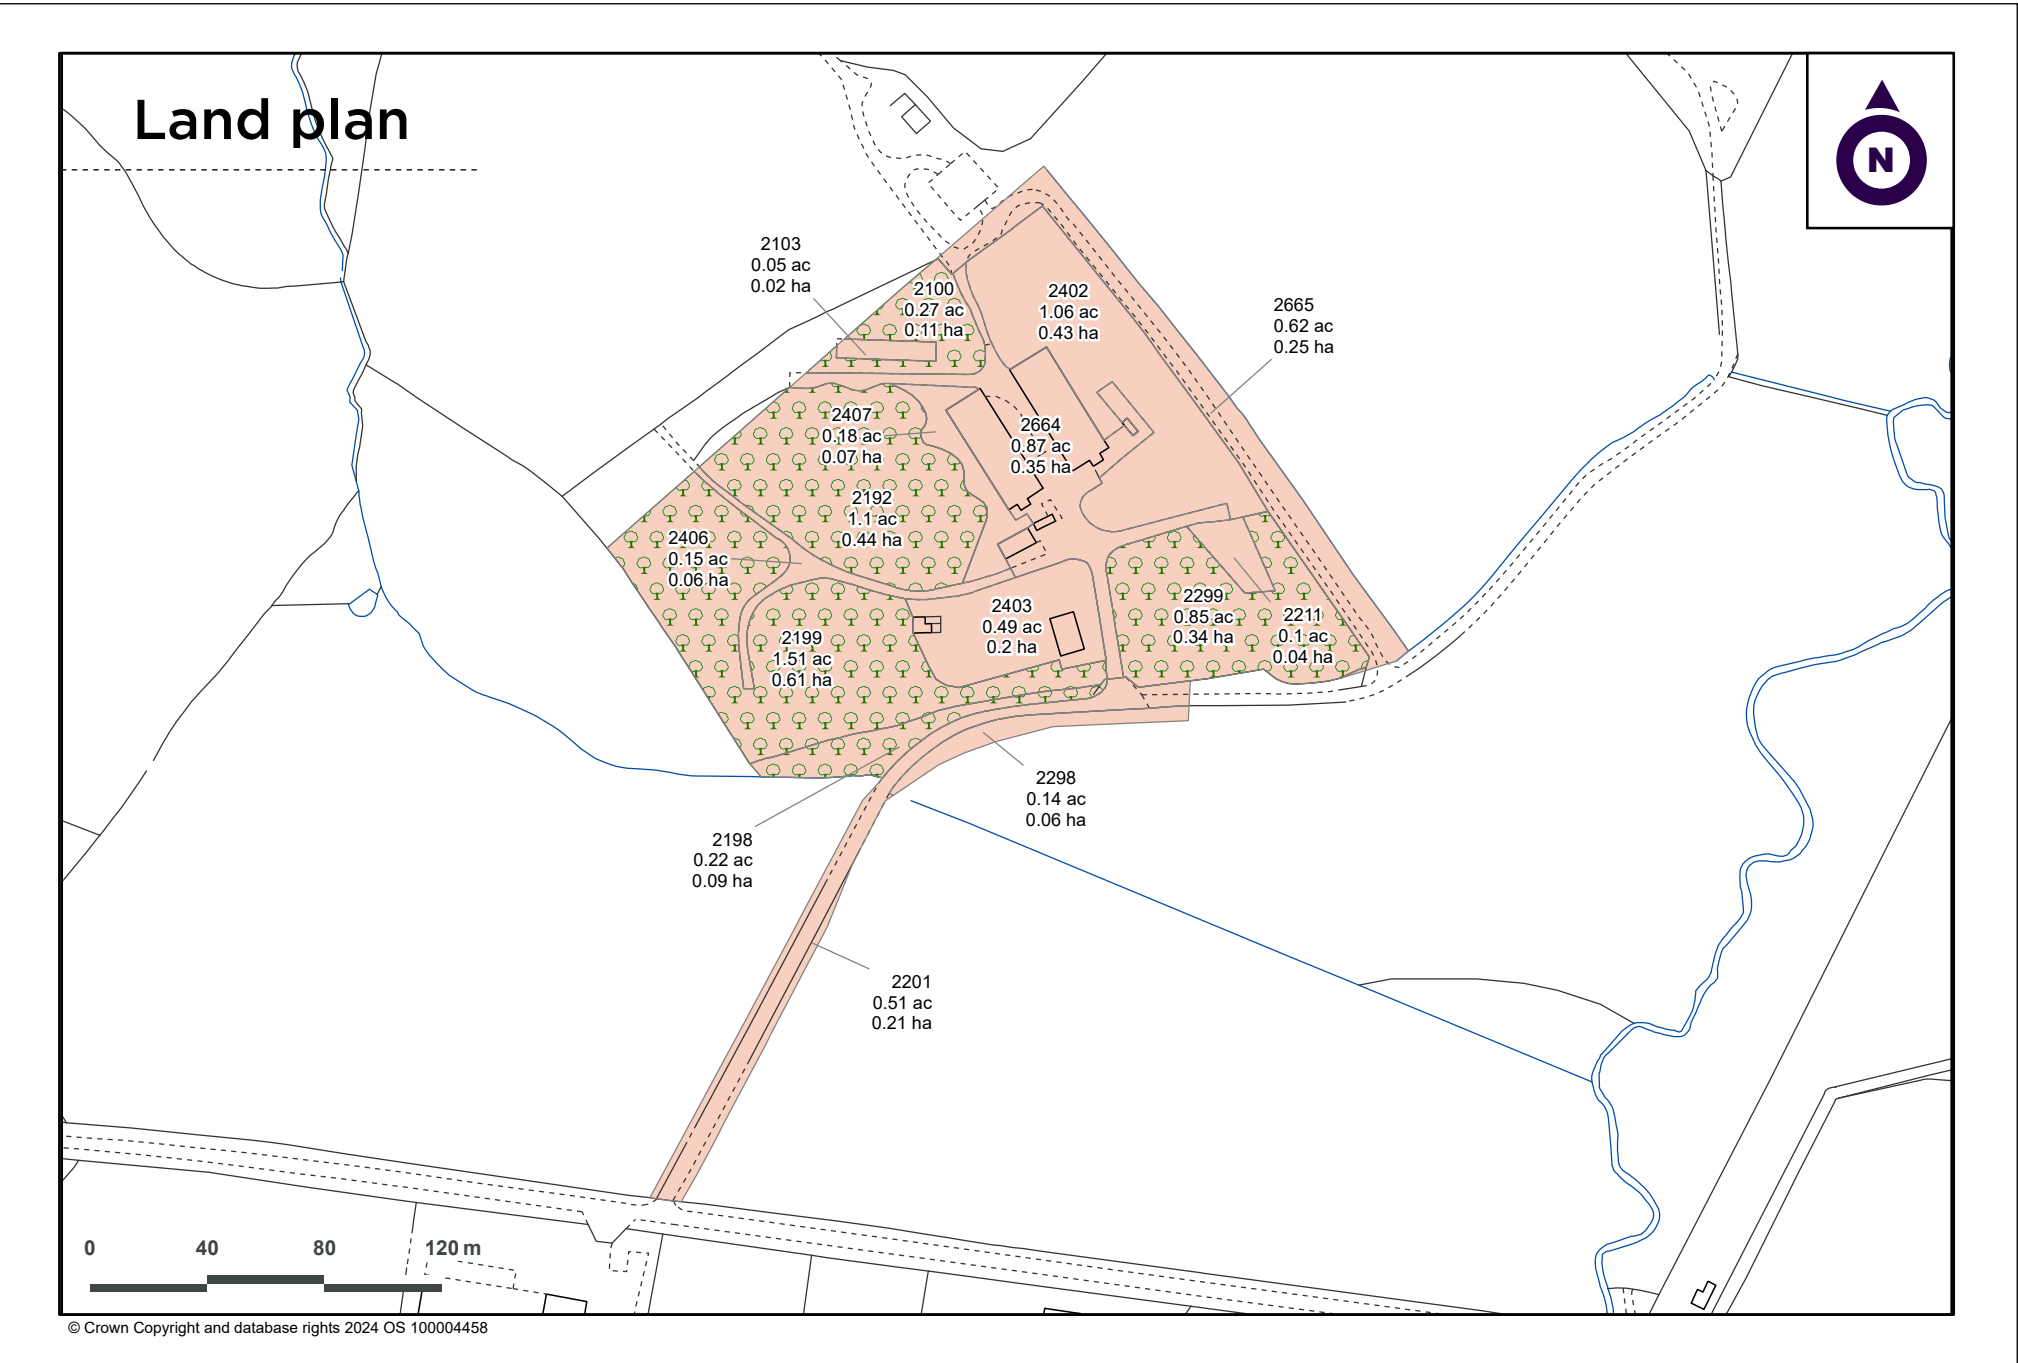 Land plan
N
2103
0.05 ac
0.02 ha
2100
0.27 ac
0.11 ha
2402
1.06 ac
0.43 ha
2665
0.62 ac
0.25 ha
2407
0.18 ac
0.07 ha
2664
0.87 ac
0.35 ha
2192
1.1 ac
0.44 ha
2406
0.15 ac
0.06 ha
2299
0.85 ac
0.34 ha
2211
0.1 ac
0.04 ha
2403
0.49 ac
0.2 ha
2199
1.51 ac
0.61 ha
2298
0.14 ac
0.06 ha
2198
0.22 ac
0.09 ha
2201
0.51 ac
0.21 ha
0 40 80 120 m
© Crown Copyright and database rights 2024 OS 100004458